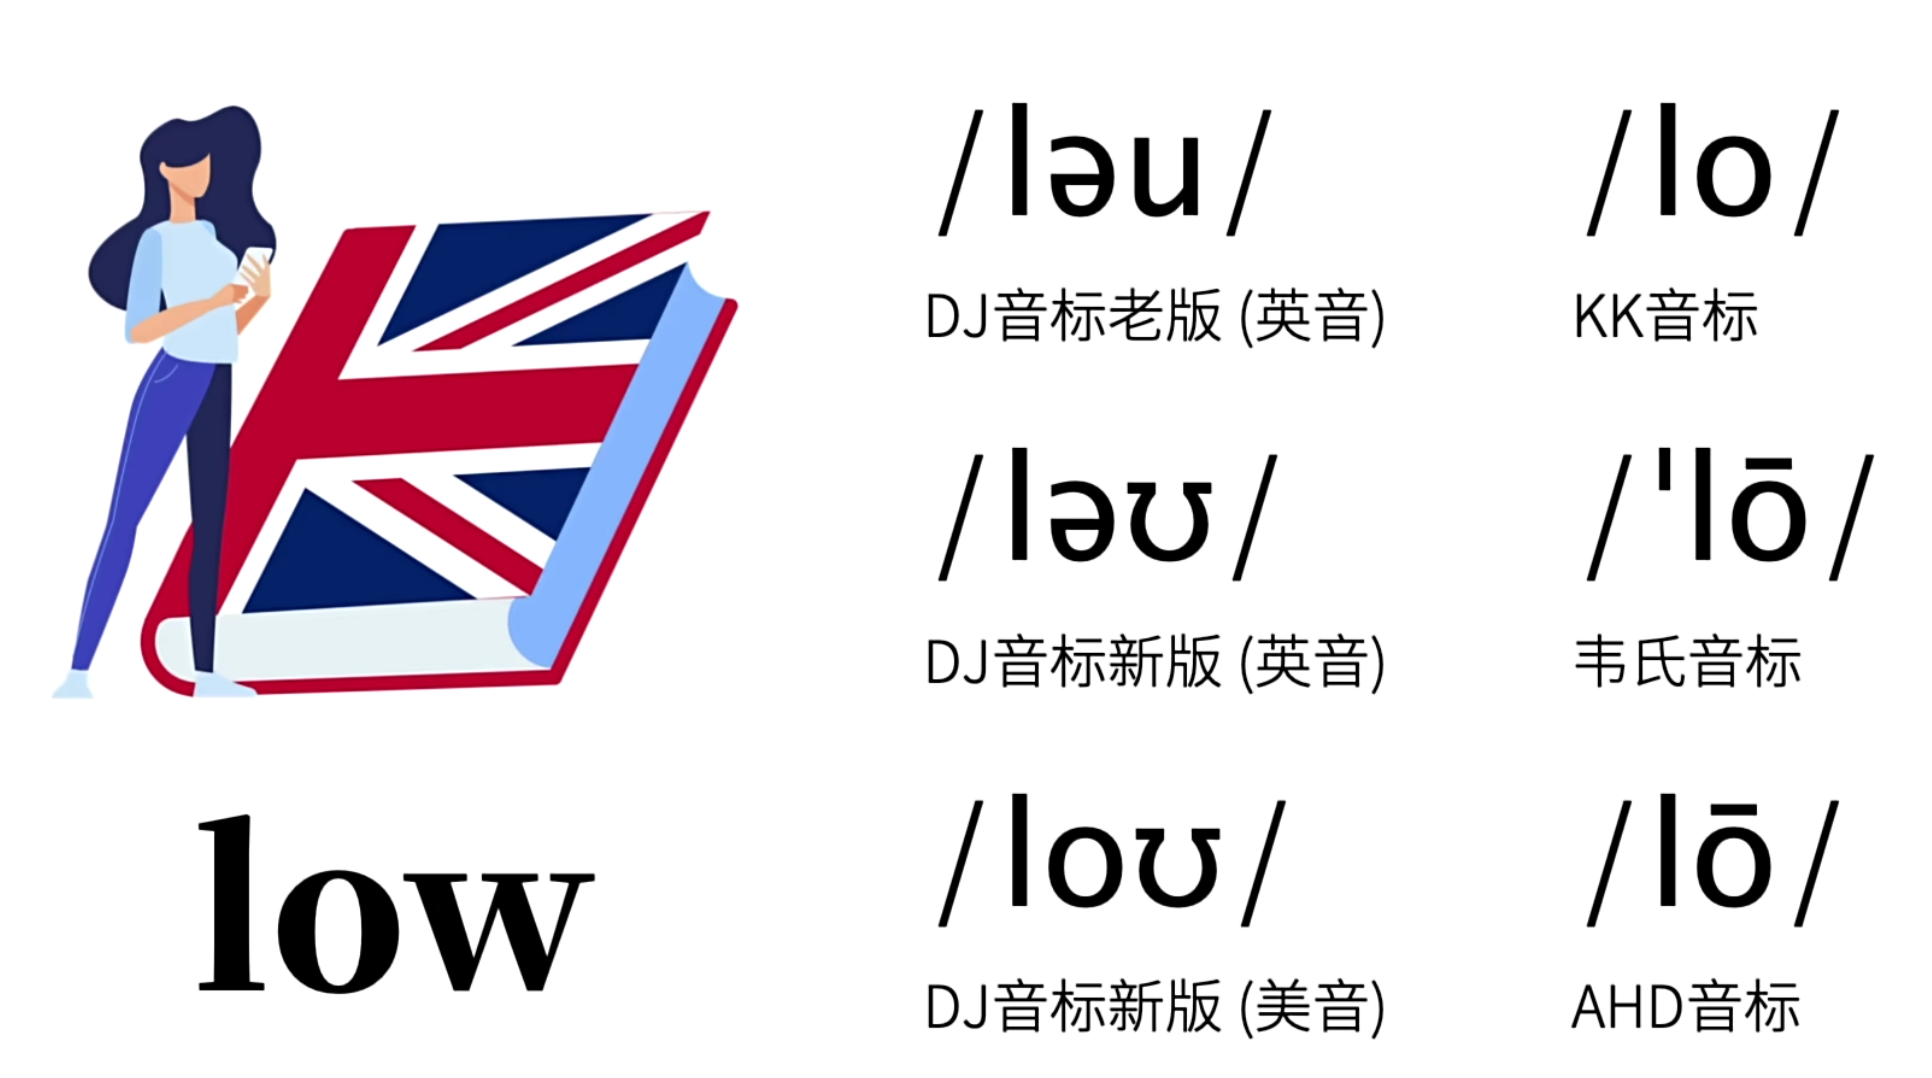 /ləu/
DJ音标老版 (英音)
/lo/
KK音标
/ləʊ/
DJ音标新版 (英音)
/ˈlō/
韦氏音标
low
/loʊ/
DJ音标新版 (美音)
/lō/
AHD音标